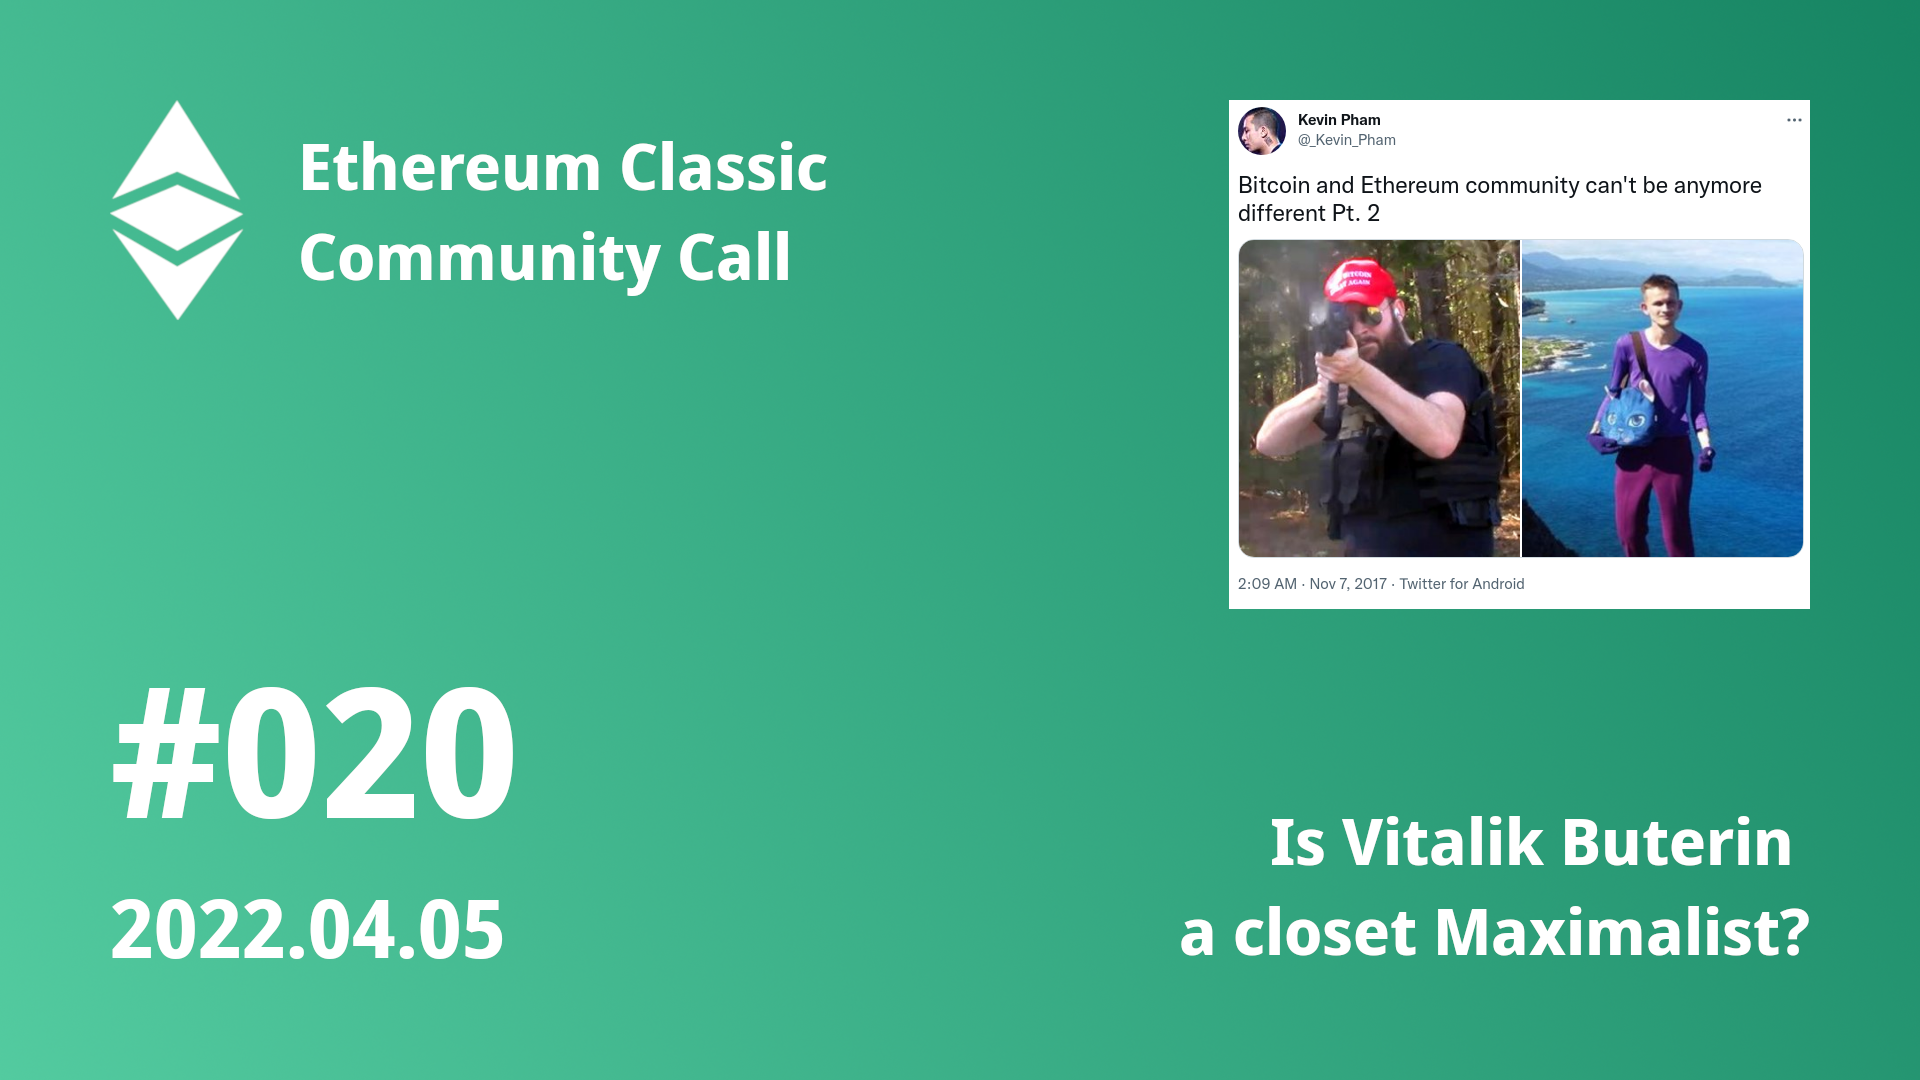 Ethereum Classic
Community Call
Kevin Pham
@_Kevin_Pham
Bitcoin and Ethereum community can't be anymore
different Pt. 2
2:09 AM · Nov 7, 2017 · Twitter for Android
#020
2022.04.05
Is Vitalik Buterin
a closet Maximalist?